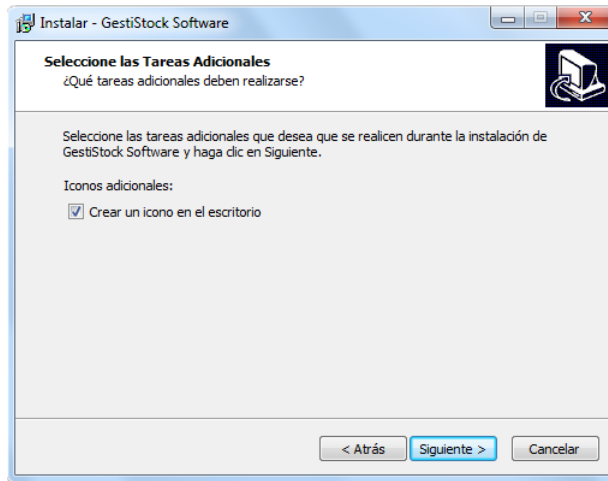 Instalar - GestiStock Software
Seleccione las Tareas Adicionales
¿Qué tareas adicionales deben realizarse?
Seleccione las tareas adicionales que desea que se realicen durante la instalación de
GestiStock Software y haga clic en Siguiente.
Iconos adicionales:
Crear un icono en el escritorio
< Atrás Siguiente > Cancelar